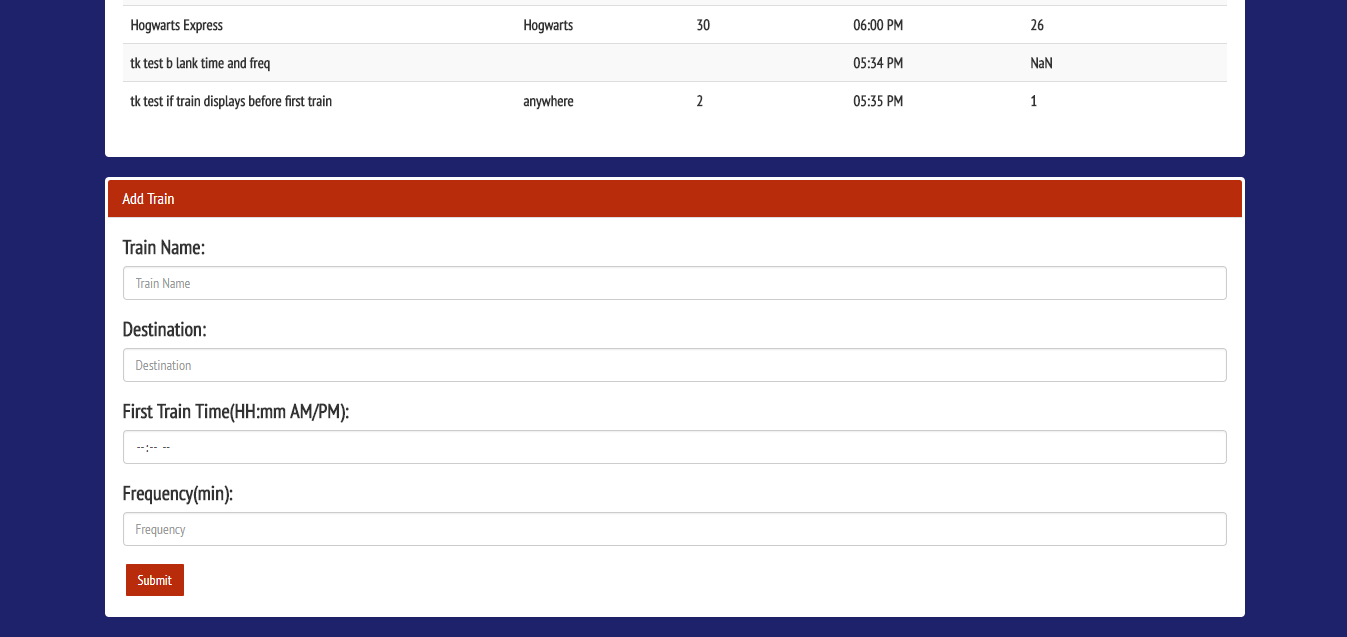 Hogwarts Express Hogwarts 30 06:00 PM 26
tk test b lank time and freq 05:34 PM NaN
tk test if train displays before first train anywhere 2 05:35 PM 1
Add Train
Train Name:
Train Name
Destination:
Destination
First Train Time(HH:mm AM/PM):
--:-- --
Frequency(min):
Frequency
Submit